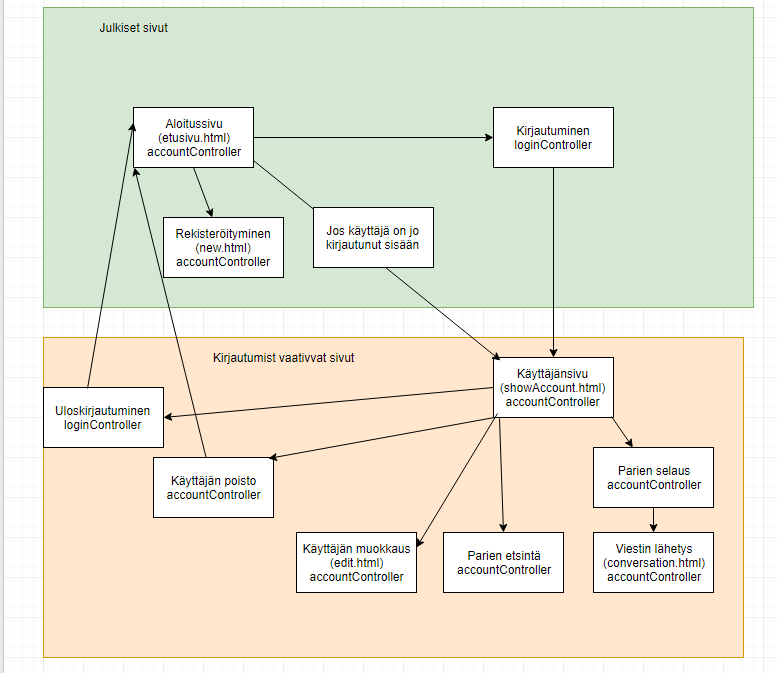 Julkiset sivut
Aloitussivu
(etusivu.html)
accountController
Kirjautuminen
loginController
Rekisteröityminen
(new.html)
accountController
Jos käyttäjä on jo
kirjautunut sisään
Kirjautumist vaativvat sivut
Käyttäjänsivu
(showAccount.html)
accountController
Uloskirjautuminen
loginController
Käyttäjän poisto
accountController
Parien selaus
accountController
Käyttäjän muokkaus
(edit.html)
accountController
Parien etsintä
accountController
Viestin lähetys
(conversation.html)
accountController